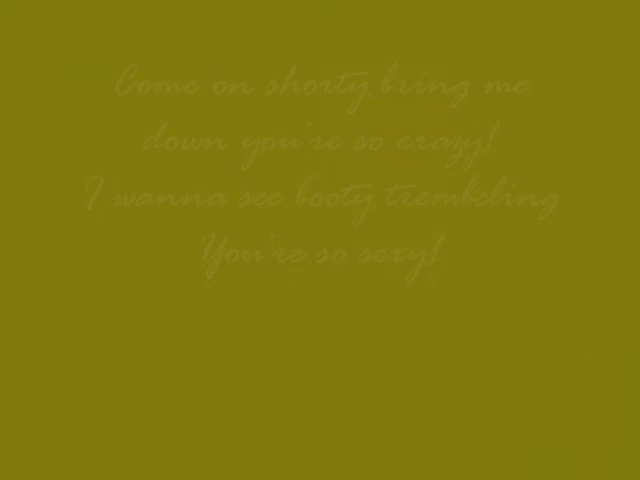 Come on shorty bring me
down you're so crazy!
I wanna see booty trembeling
You're so sexy!